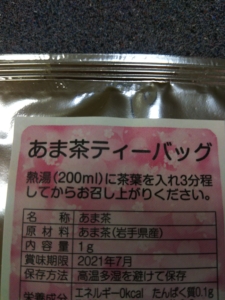 あま茶ティーバッグ
熱湯(200ml)に茶葉を入れ3分程
してからお召し上がりください。
名 称 あま茶
原 材 料 あま茶(岩手県産)
内 容 量 1g
賞味期限 2021年7月
保存方法 高温多湿を避けて保存
栄養成分 エネルギー0kcal たんぱく質0.1g